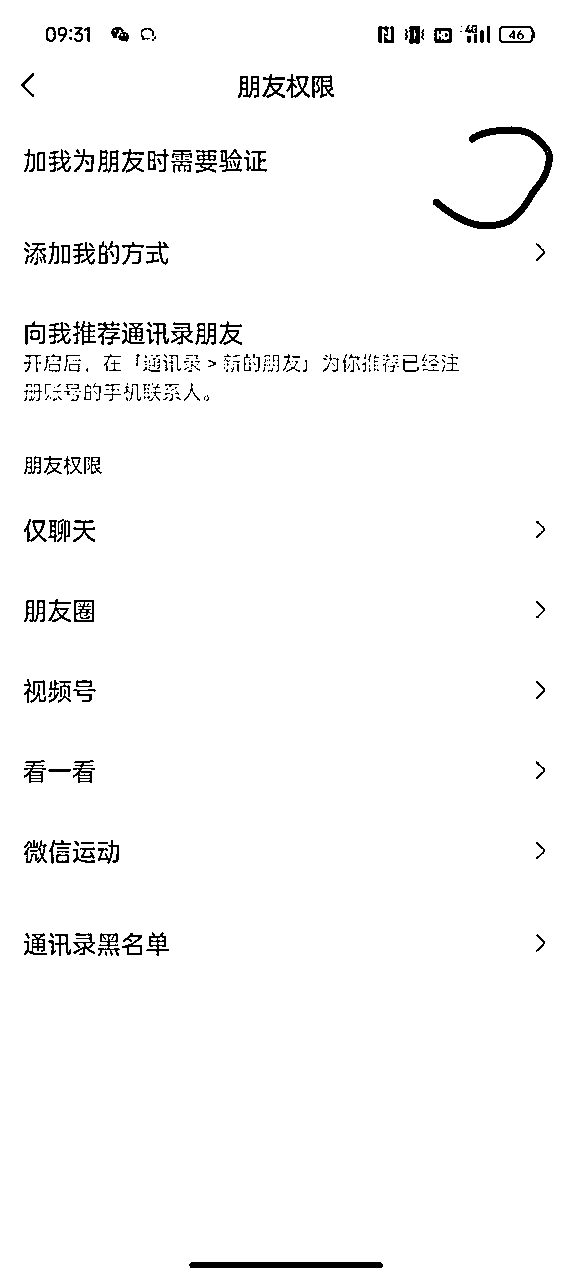 09:31 HD 4G 46
朋友权限
加我为朋友时需要验证
添加我的方式
向我推荐通讯录朋友
开启后，在「通讯录 > 新的朋友」为你推荐已经注
册账号的手机联系人。
朋友权限
仅聊天
朋友圈
视频号
看一看
微信运动
通讯录黑名单